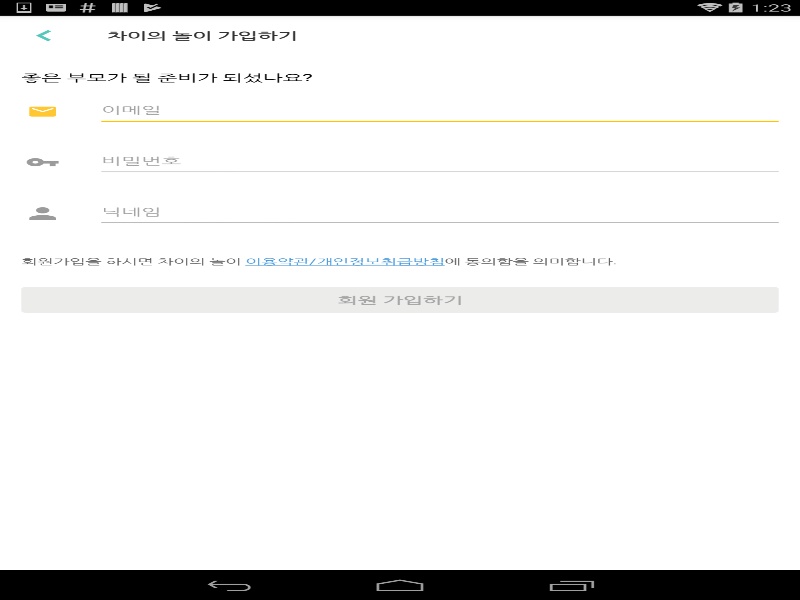 1:23
차이의 놀이 가입하기
좋은 부모가 될 준비가 되셨나요?
이메일
비밀번호
닉네임
회원가입을 하시면 차이의 놀이 이용약관/개인정보취급방침에 동의함을 의미합니다.
회원 가입하기